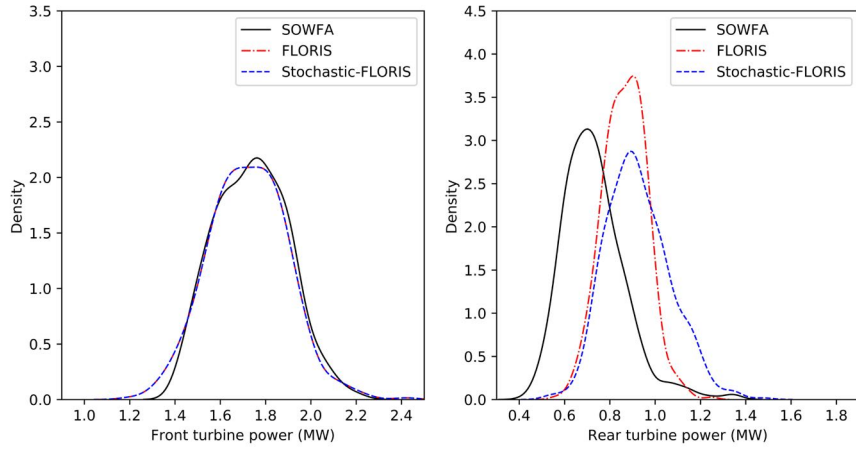 3.5
3.0
2.5
2.0
1.5
1.0
0.5
0.0
Density
1.0 1.2 1.4 1.6 1.8 2.0 2.2 2.4
Front turbine power (MW)
SOWFA
FLORIS
Stochastic-FLORIS
4.5
4.0
3.5
3.0
2.5
2.0
1.5
1.0
0.5
0.0
Density
0.4 0.6 0.8 1.0 1.2 1.4 1.6 1.8
Rear turbine power (MW)
SOWFA
FLORIS
Stochastic-FLORIS